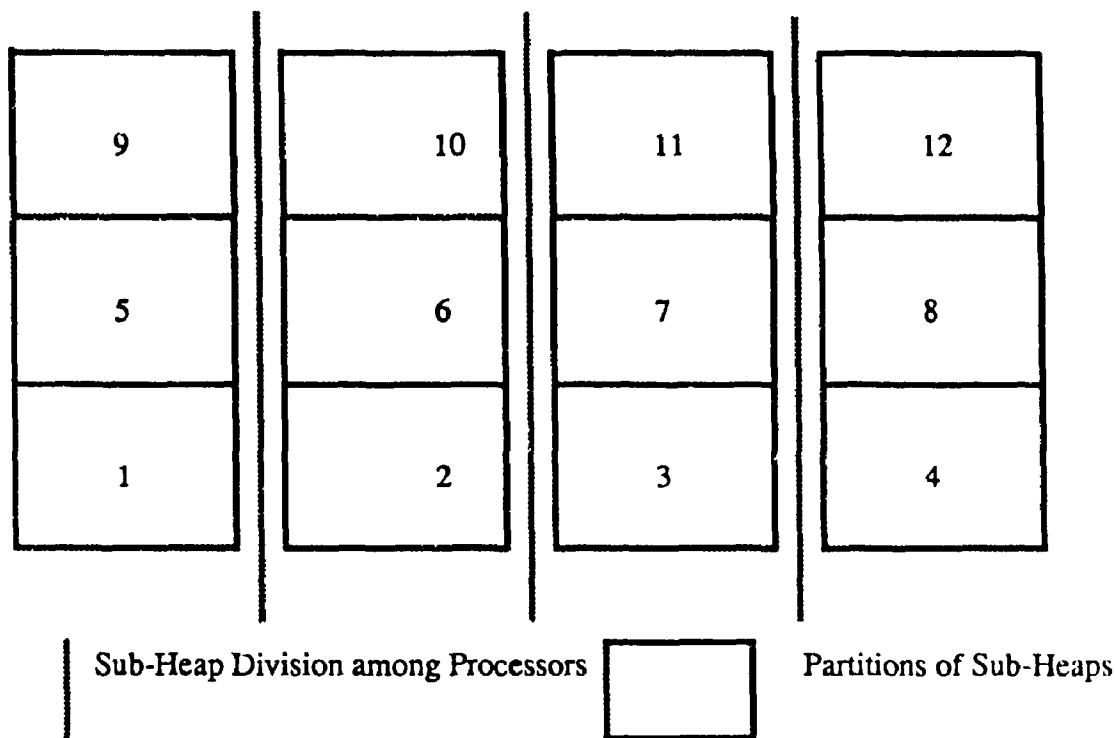 9 10 11 12
5 6 7 8
1 2 3 4
Sub-Heap Division among Processors
Partitions of Sub-Heaps